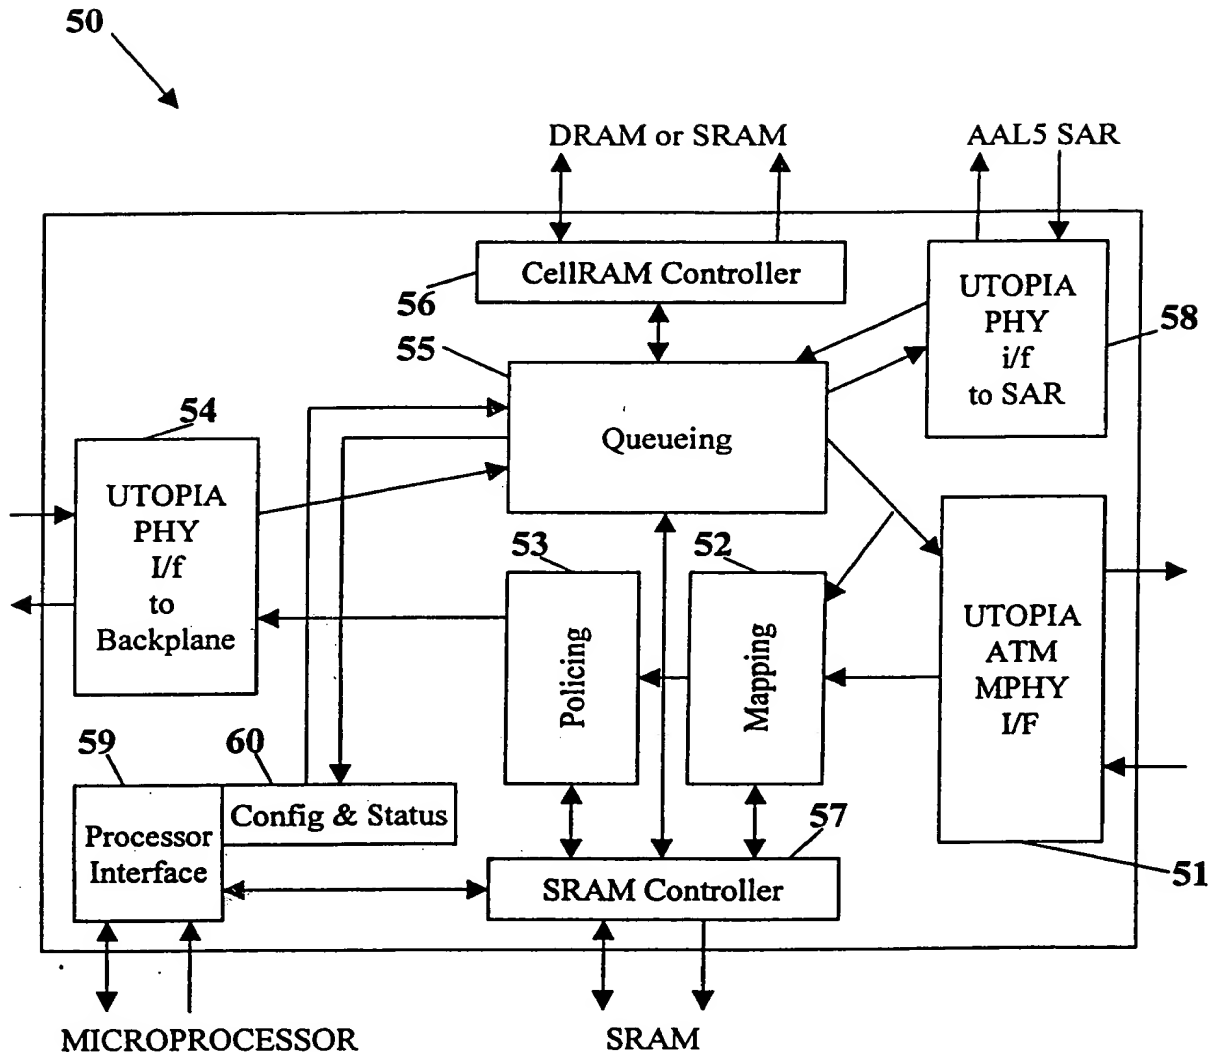 50
DRAM or SRAM
AAL5 SAR
CellRAM Controller
56
UTOPIA
PHY
i/f
to SAR
58
55
Queueing
54
UTOPIA
PHY
I/f
to
Backplane
53
Policing
52
Mapping
UTOPIA
ATM
MPHY
I/F
51
59
60
Config & Status
Processor
Interface
57
SRAM Controller
MICROPROCESSOR
SRAM